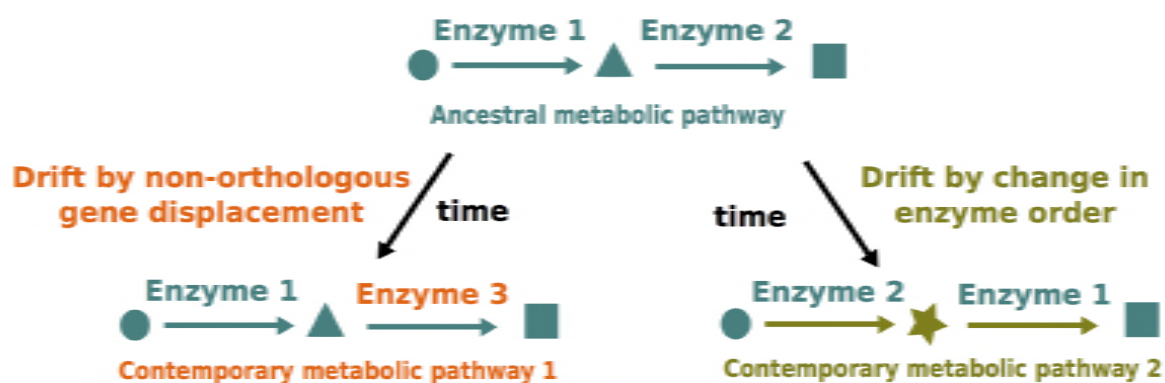 Enzyme 1 Enzyme 2
Ancestral metabolic pathway
Drift by non-orthologous
gene displacement
time
time
Drift by change in
enzyme order
Enzyme 1 Enzyme 3
Contemporary metabolic pathway 1
Enzyme 2 Enzyme 1
Contemporary metabolic pathway 2